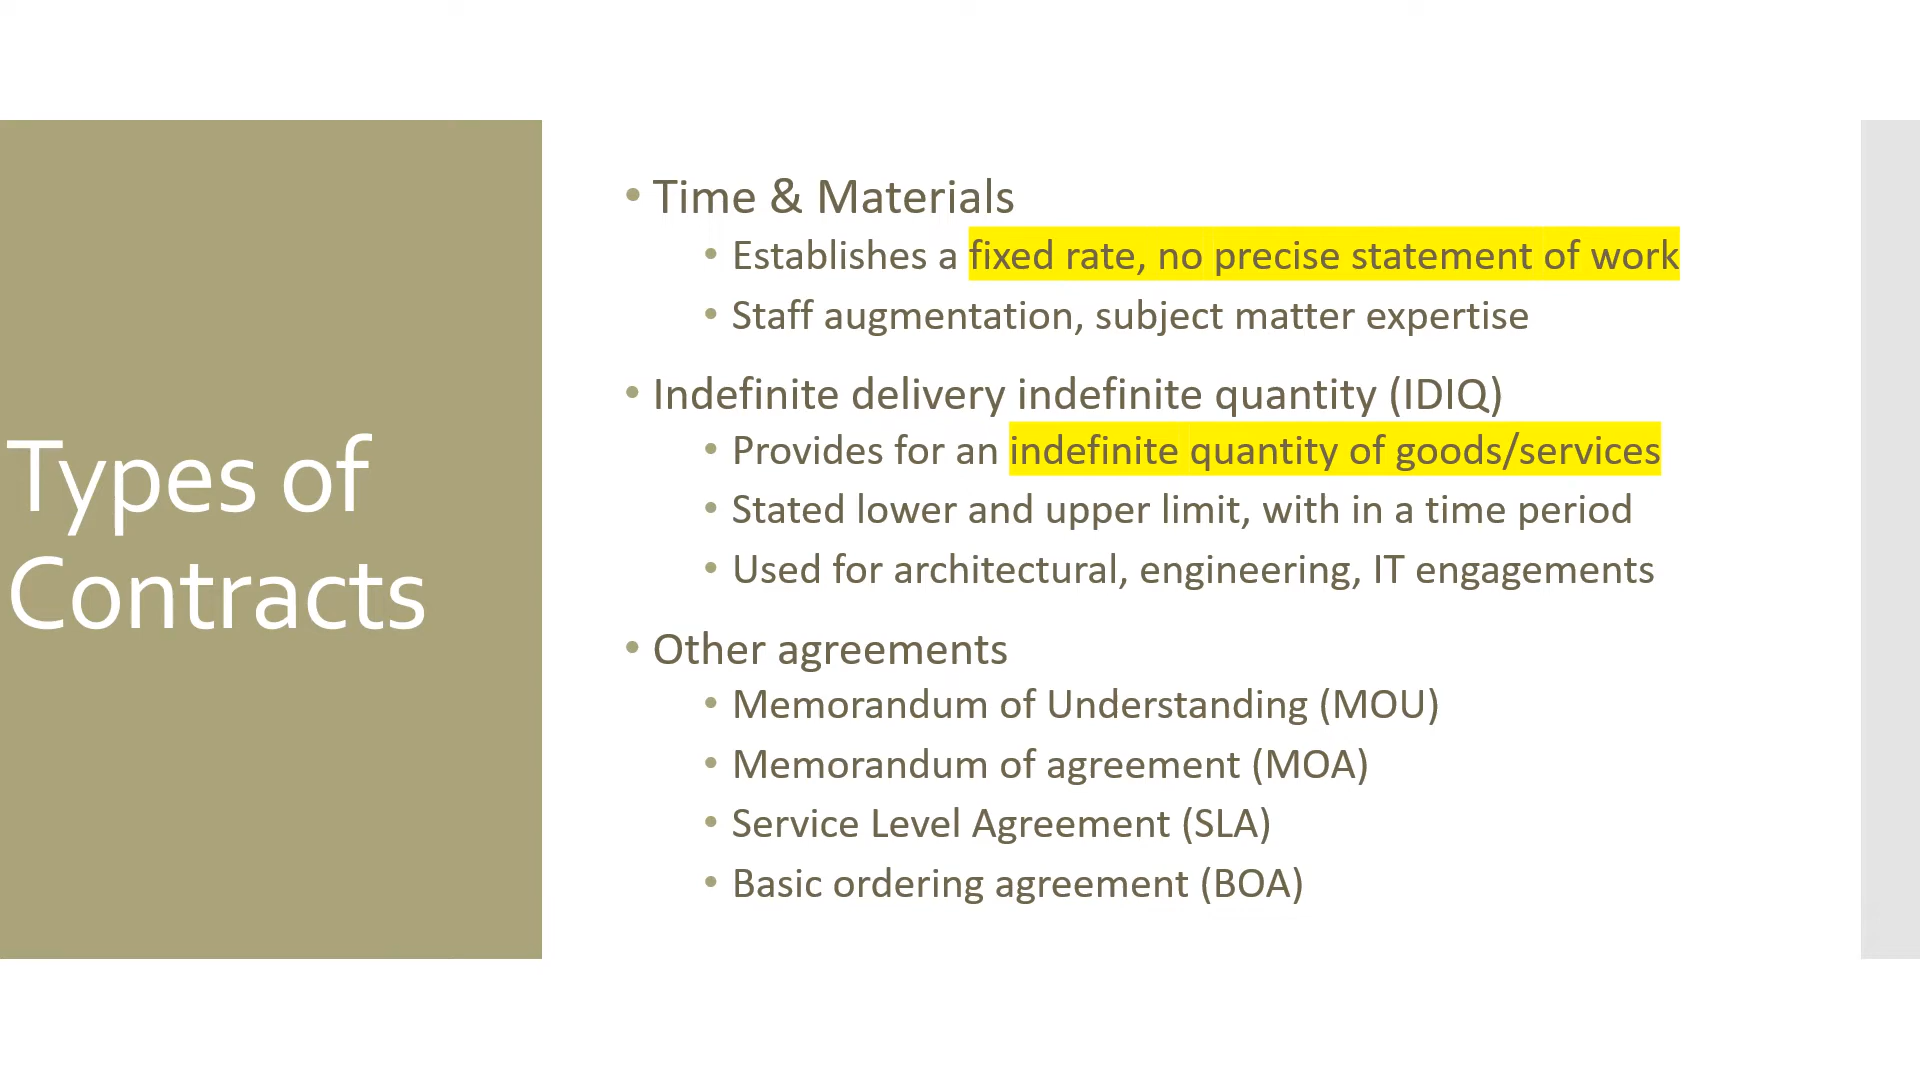 Types of
Contracts
• Time & Materials
• Establishes a fixed rate, no precise statement of work
• Staff augmentation, subject matter expertise
• Indefinite delivery indefinite quantity (IDIQ)
• Provides for an indefinite quantity of goods/services
• Stated lower and upper limit, with in a time period
• Used for architectural, engineering, IT engagements
• Other agreements
• Memorandum of Understanding (MOU)
• Memorandum of agreement (MOA)
• Service Level Agreement (SLA)
• Basic ordering agreement (BOA)